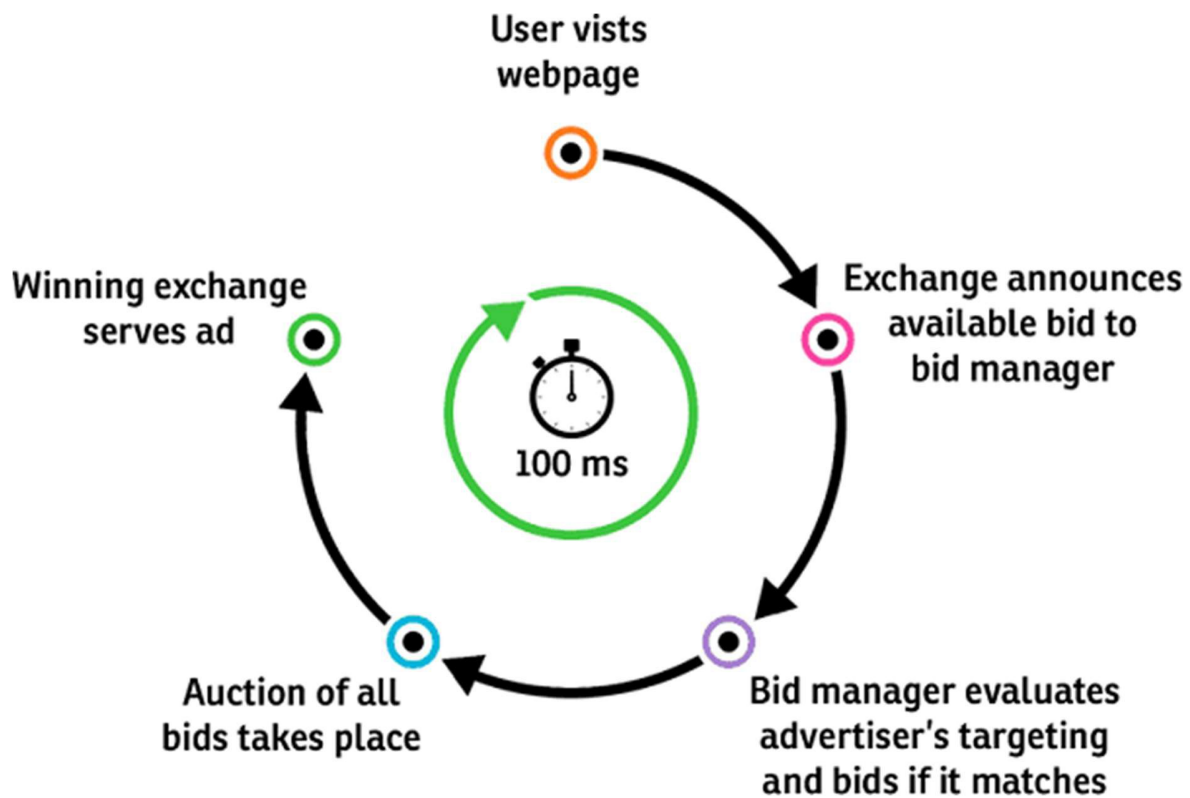 User vists
webpage
Exchange announces
available bid to
bid manager
Bid manager evaluates
advertiser's targeting
and bids if it matches
Auction of all
bids takes place
Winning exchange
serves ad
100 ms